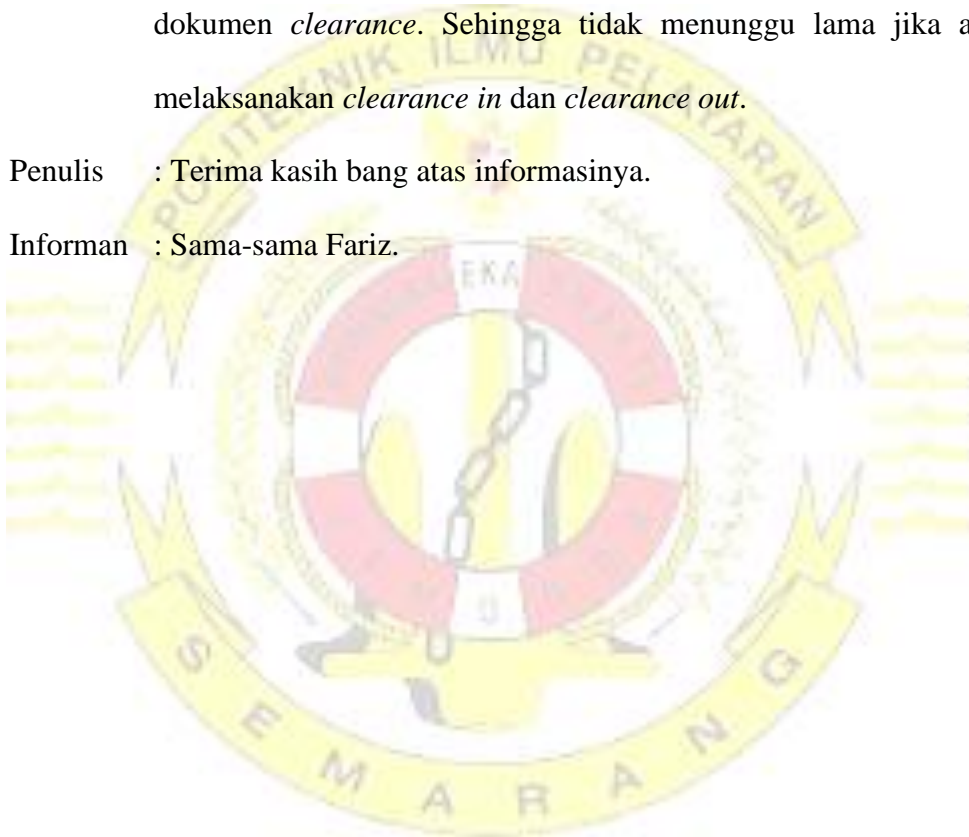 dokumen clearance. Sehingga tidak menunggu lama jika a
melaksanakan clearance in dan clearance out.
Penulis : Terima kasih bang atas informasinya.
Informan : Sama-sama Fariz.
POLITEKNIK ILMU PELAYARAN
EKA
SEMARANG